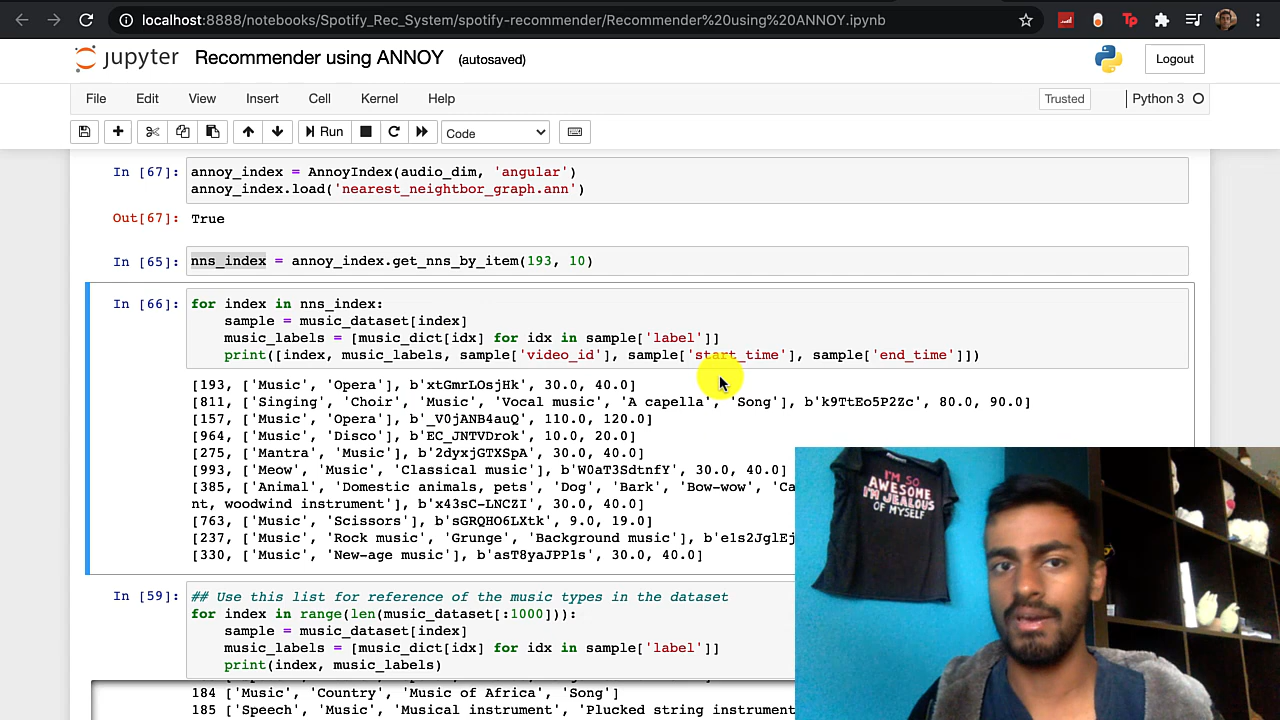 localhost:8888/notebooks/Spotify_Rec_System/spotify-recommender/Recommender%20using%20ANNOY.ipynb
jupyter Recommender using ANNOY (autosaved)
Logout
File Edit View Insert Cell Kernel Help
Trusted
Python 3
Run
Code
In [67]: annoy_index = AnnoyIndex(audio_dim, 'angular')
annoy_index.load('nearest_neightbor_graph.ann')
Out[67]: True
In [65]: nns_index = annoy_index.get_nns_by_item(193, 10)
In [66]: for index in nns_index:
sample = music_dataset[index]
music_labels = [music_dict[idx] for idx in sample['label']]
print([index, music_labels, sample['video_id'], sample['start_time'], sample['end_time']])
[193, ['Music', 'Opera'], b'xtGmrLOsjHk', 30.0, 40.0]
[811, ['Singing', 'Choir', 'Music', 'Vocal music', 'A capella', 'Song'], b'k9TtEo5P2Zc', 80.0, 90.0]
[157, ['Music', 'Opera'], b'_V0jANB4auQ', 110.0, 120.0]
[964, ['Music', 'Disco'], b'EC_JNTVDrok', 10.0, 20.0]
[275, ['Mantra', 'Music'], b'2dyxjGTXSpA', 30.0, 40.0]
[993, ['Meow', 'Music', 'Classical music'], b'W0aT3SdtnfY', 30.0, 40.0]
[385, ['Animal', 'Domestic animals, pets', 'Dog', 'Bark', 'Bow-wow', 'Ca
nt, woodwind instrument'], b'x43sC-LNCZI', 30.0, 40.0]
[763, ['Music', 'Scissors'], b'sGRQHO6LXtk', 9.0, 19.0]
[237, ['Music', 'Rock music', 'Grunge', 'Background music'], b'e1s2JglEj
[330, ['Music', 'New-age music'], b'asT8yaJPP1s', 30.0, 40.0]
I'M SO
AWESOME
I'M JEALOUS
OF MYSELF
In [59]: ## Use this list for reference of the music types in the dataset
for index in range(len(music_dataset[:1000])):
sample = music_dataset[index]
music_labels = [music_dict[idx] for idx in sample['label']]
print(index, music_labels)
184 ['Music', 'Country', 'Music of Africa', 'Song']
185 ['Speech', 'Music', 'Musical instrument', 'Plucked string instrument